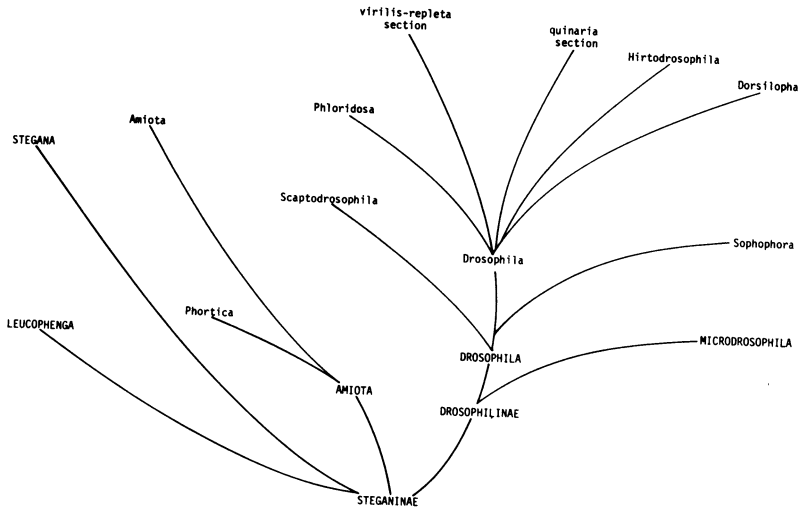 virilis-repleta
section
quinaria
section
Hirtodrosophila
Dorsilopha
Phloridosa
Amiota
STEGANA
Scaptodrosophila
Sophophora
Drosophila
Phortica
LEUCOPHENGA
MICRODROSOPHILA
DROSOPHILA
AMIOTA
DROSOPHILINAE
STEGANINAE